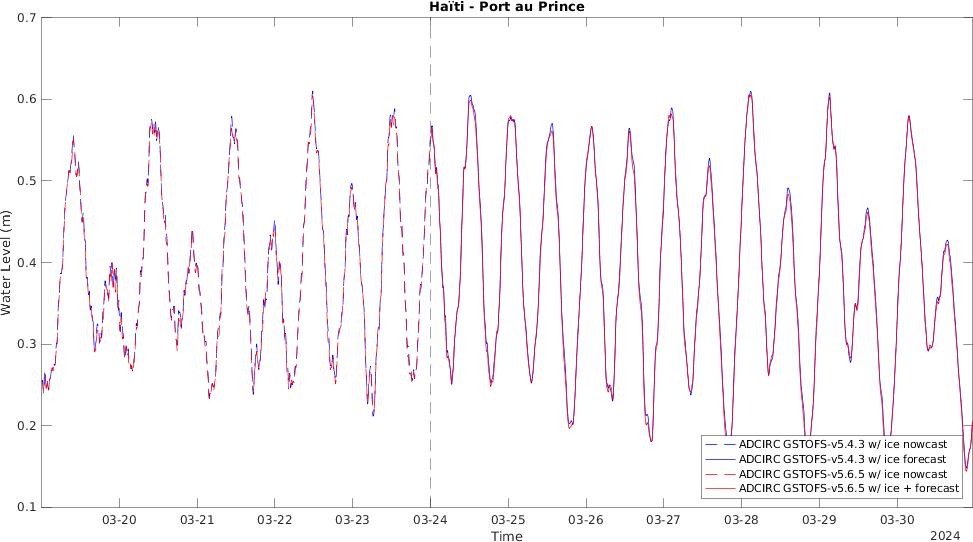 Haïti - Port au Prince
Water Level (m)
0.7
0.6
0.5
0.4
0.3
0.2
0.1
ADCIRC GSTOFS-v5.4.3 w/ ice nowcast
ADCIRC GSTOFS-v5.4.3 w/ ice forecast
ADCIRC GSTOFS-v5.6.5 w/ ice nowcast
ADCIRC GSTOFS-v5.6.5 w/ ice + forecast
03-20 03-21 03-22 03-23 03-24 03-25 03-26 03-27 03-28 03-29 03-30
Time
2024